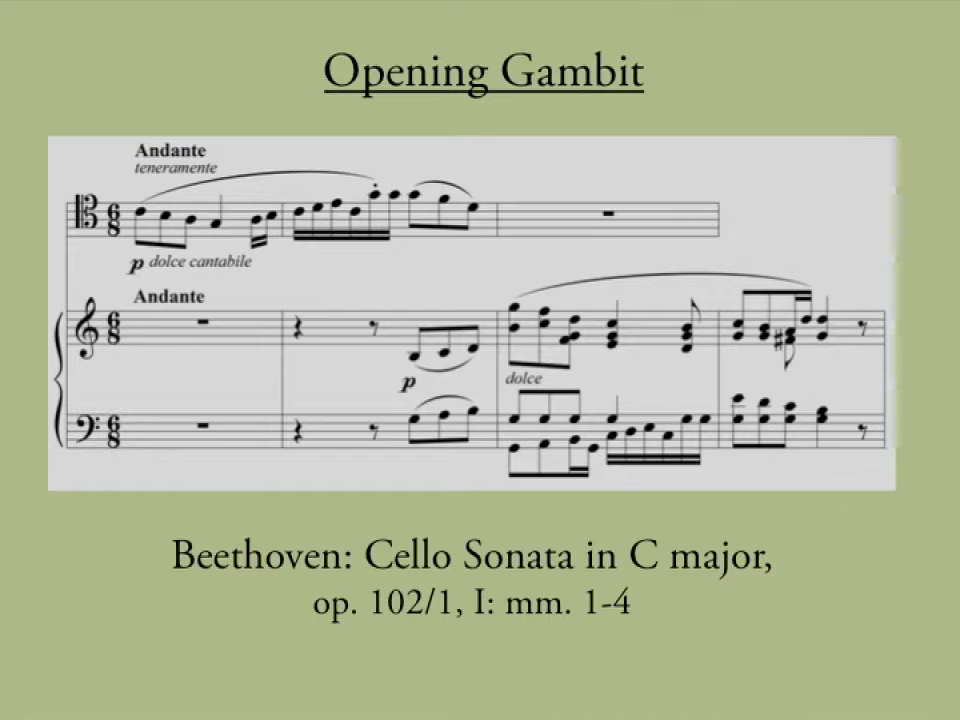 Opening Gambit
Andante
teneramente
p dolce cantabile
Andante
p
dolce
Beethoven: Cello Sonata in C major,
op. 102/1, I: mm. 1-4